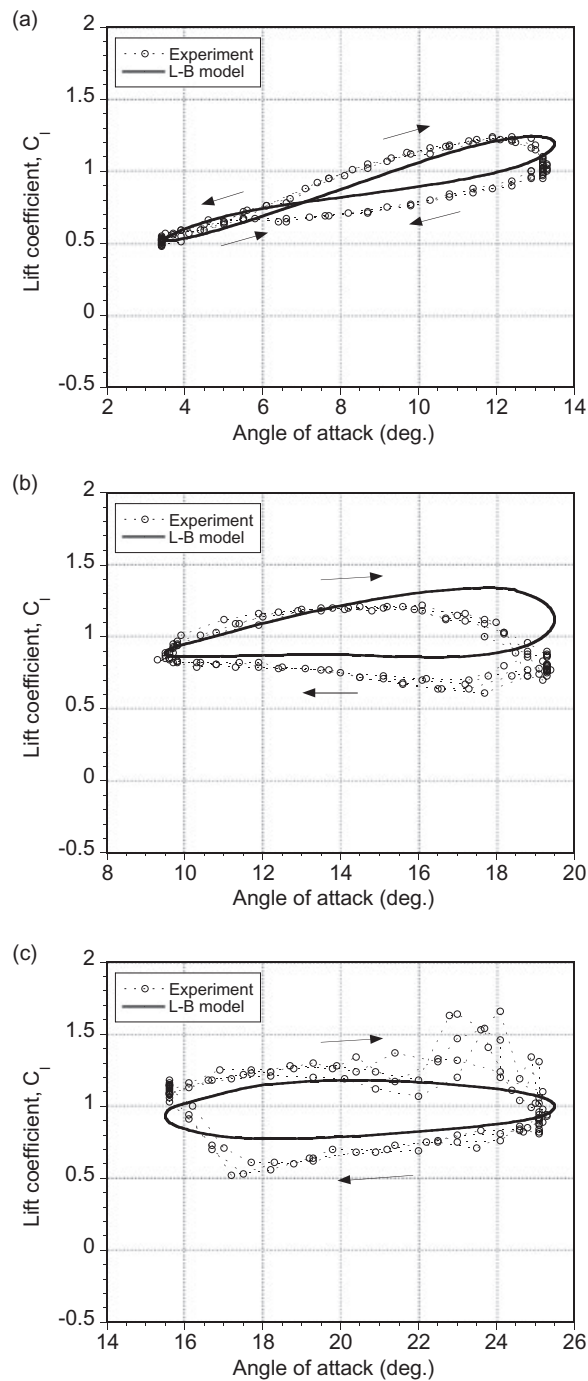 (a)
2
Experiment
L-B model
1.5
1
0.5
0
-0.5
Lift coefficient, Cl
2 4 6 8 10 12 14
Angle of attack (deg.)
(b)
2
Experiment
L-B model
1.5
1
0.5
0
-0.5
Lift coefficient, Cl
8 10 12 14 16 18 20
Angle of attack (deg.)
(c)
2
Experiment
L-B model
1.5
1
0.5
0
-0.5
Lift coefficient, Cl
14 16 18 20 22 24 26
Angle of attack (deg.)